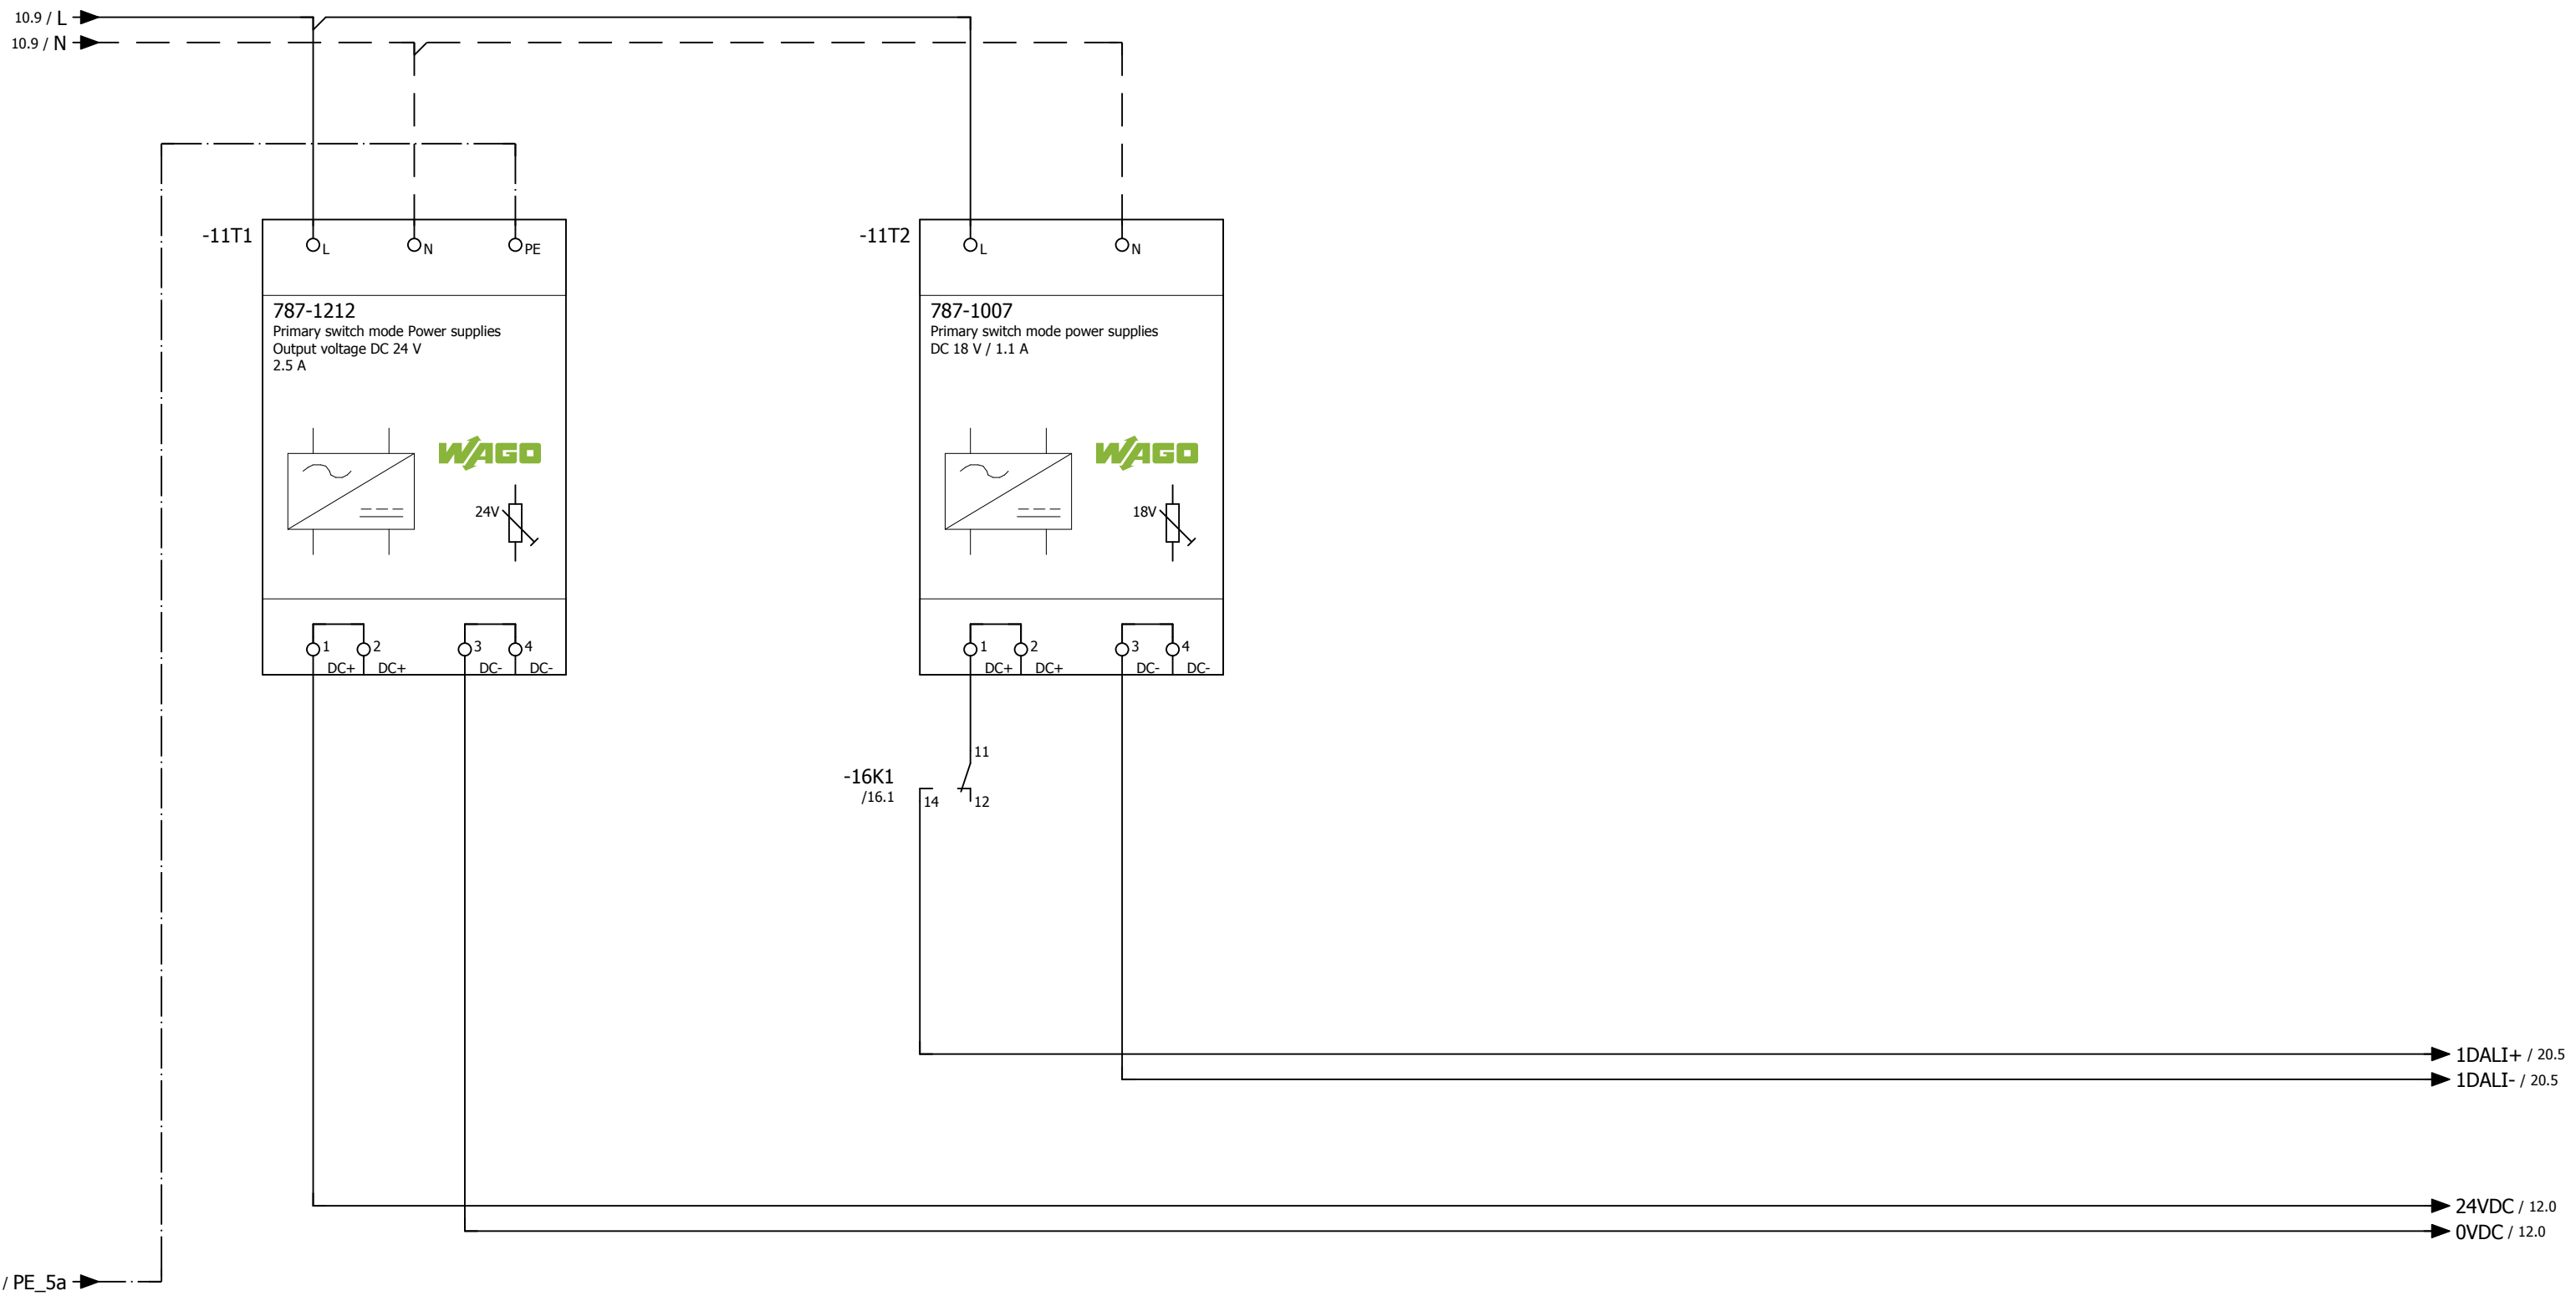 10.9 / L
10.9 / N
-11T1
L
N
PE
787-1212
Primary switch mode Power supplies
Output voltage DC 24 V
2.5 A
WAGO
24V
1
2
3
4
DC+
DC+
DC-
DC-
-11T2
L
N
787-1007
Primary switch mode power supplies
DC 18 V / 1.1 A
WAGO
18V
1
2
3
4
DC+
DC+
DC-
DC-
11
-16K1
/16.1
14
12
1DALI+ / 20.5
1DALI- / 20.5
24VDC / 12.0
0VDC / 12.0
/ PE_5a